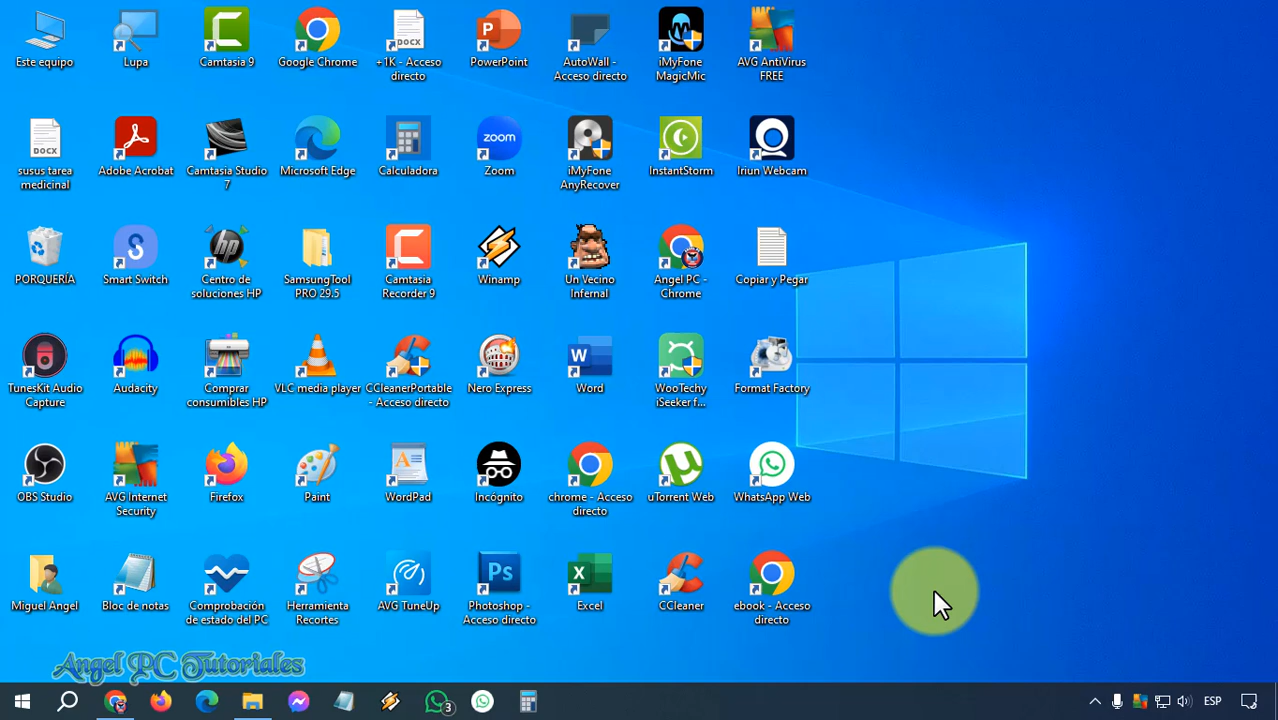 Este equipo
Lupa
Camtasia 9
Google Chrome
+1K - Acceso
directo
PowerPoint
AutoWall -
Acceso directo
iMyFone
MagicMic
AVG AntiVirus
FREE
susus tarea
medicinal
Adobe Acrobat
Camtasia Studio
7
Microsoft Edge
Calculadora
Zoom
iMyFone
AnyRecover
InstantStorm
Iriun Webcam
PORQUERÍA
Smart Switch
Centro de
soluciones HP
SamsungTool
PRO 29.5
Camtasia
Recorder 9
Winamp
Un Vecino
Infernal
Angel PC -
Chrome
Copiar y Pegar
TunesKit Audio
Capture
Audacity
Comprar
consumibles HP
VLC media player
CCleanerPortable
- Acceso directo
Nero Express
Word
WooTechy
iSeeker f...
Format Factory
OBS Studio
AVG Internet
Security
Firefox
Paint
WordPad
Incógnito
chrome - Acceso
directo
uTorrent Web
WhatsApp Web
Miguel Angel
Bloc de notas
Comprobación
de estado del PC
Herramienta
Recortes
AVG TuneUp
Photoshop -
Acceso directo
Excel
CCleaner
ebook - Acceso
directo
DOCX
P
DOCX
zoom
S
hp
W
A
Ps
X
Angel PC Tutoriales
3
ESP